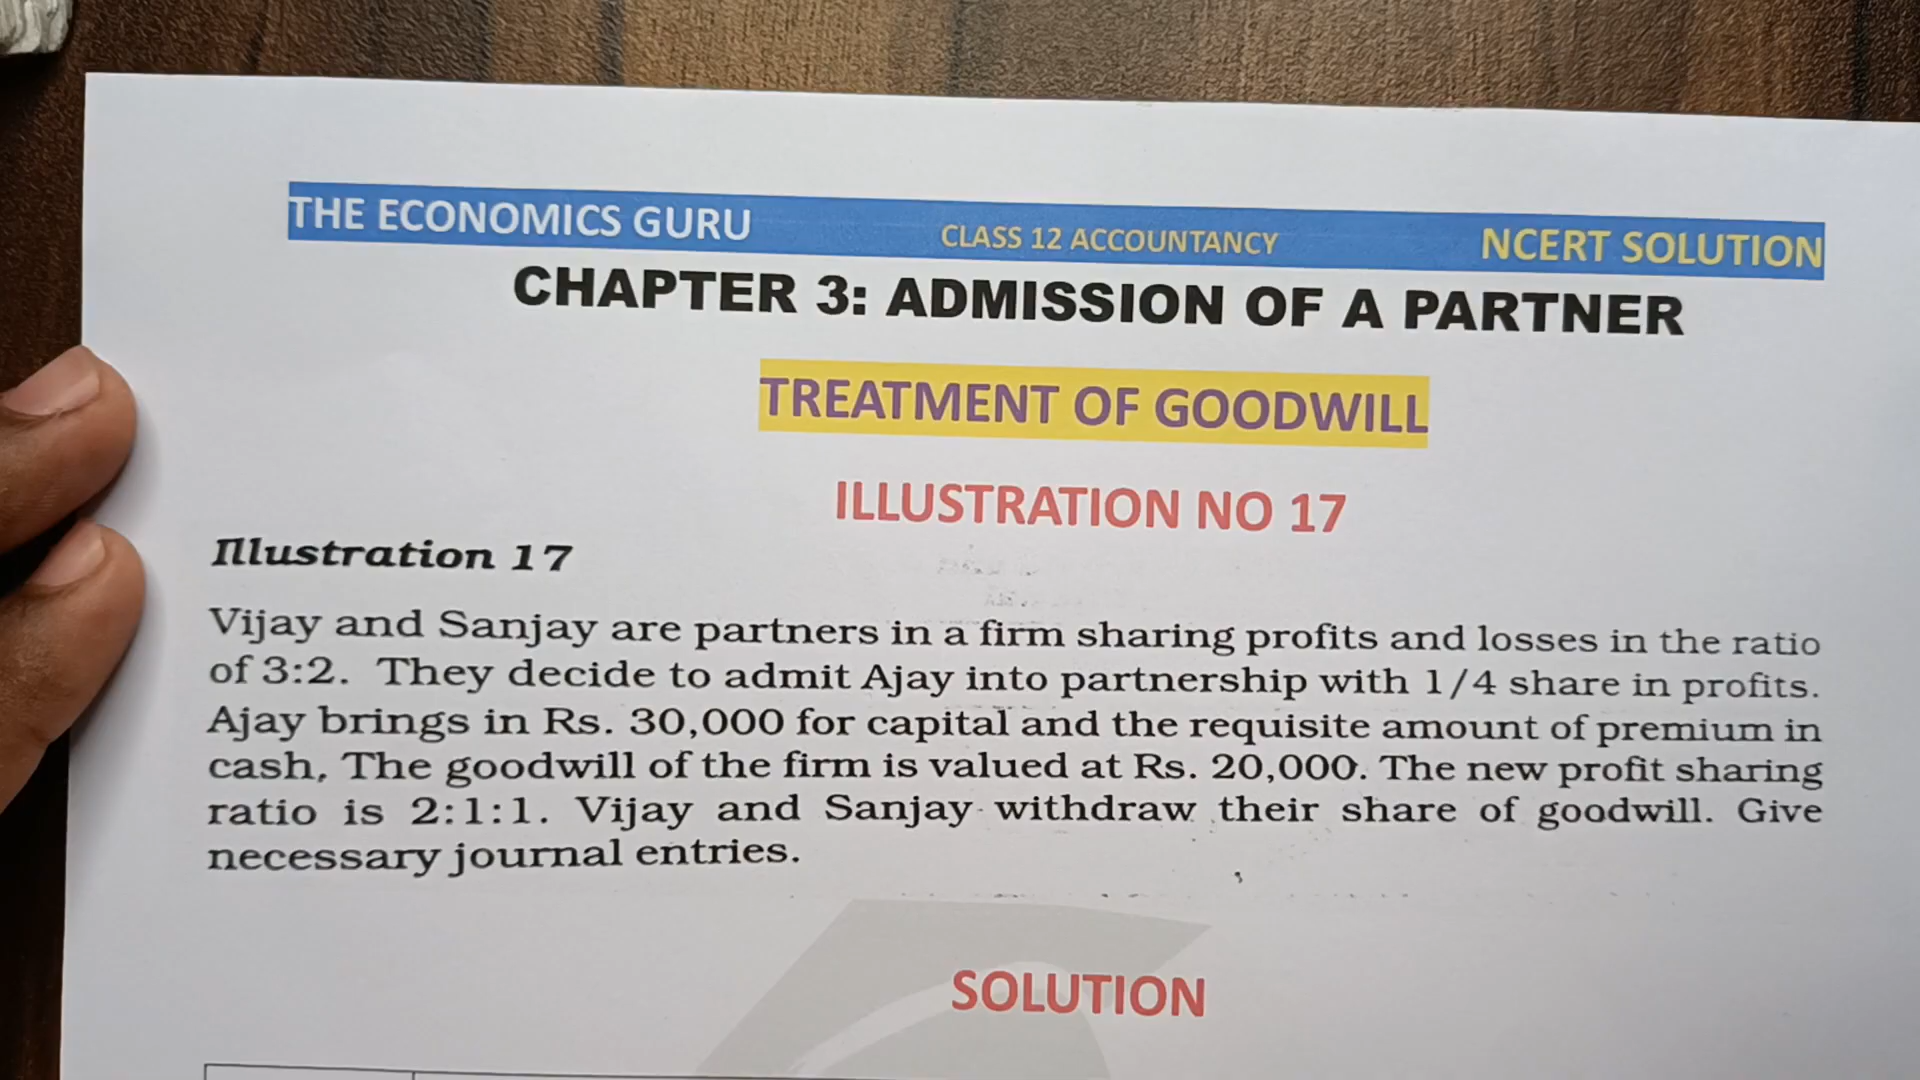 THE ECONOMICS GURU CLASS 12 ACCOUNTANCY NCERT SOLUTION
CHAPTER 3: ADMISSION OF A PARTNER
TREATMENT OF GOODWILL
ILLUSTRATION NO 17
Illustration 17
Vijay and Sanjay are partners in a firm sharing profits and losses in the ratio
of 3:2. They decide to admit Ajay into partnership with 1/4 share in profits.
Ajay brings in Rs. 30,000 for capital and the requisite amount of premium in
cash, The goodwill of the firm is valued at Rs. 20,000. The new profit sharing
ratio is 2:1:1. Vijay and Sanjay withdraw their share of goodwill. Give
necessary journal entries.
SOLUTION